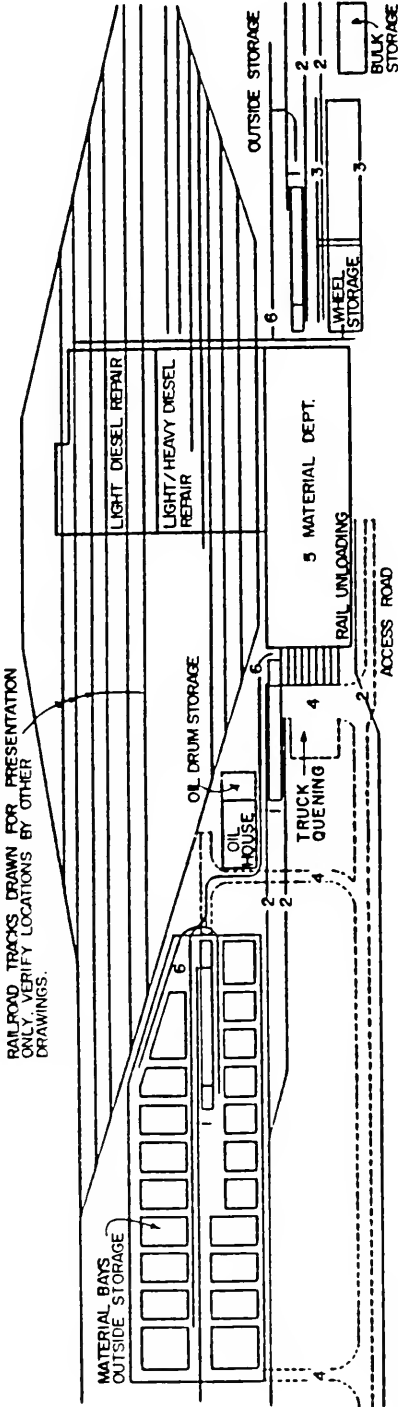 RAILROAD TRACKS DRAWN FOR PRESENTATION
ONLY. VERIFY LOCATIONS BY OTHER
DRAWINGS.
MATERIAL BAYS
OUTSIDE STORAGE
6
1
OIL DRUM STORAGE
OIL
HOUSE
LIGHT DIESEL REPAIR
LIGHT/HEAVY DIESEL
REPAIR
OUTSIDE STORAGE
6
1
2
2
3
3
WHEEL
STORAGE
BULK
STORAGE
5 MATERIAL DEPT.
RAIL UNLOADING
6
1
2
2
4
TRUCK
QUENING
4
2
ACCESS ROAD
4